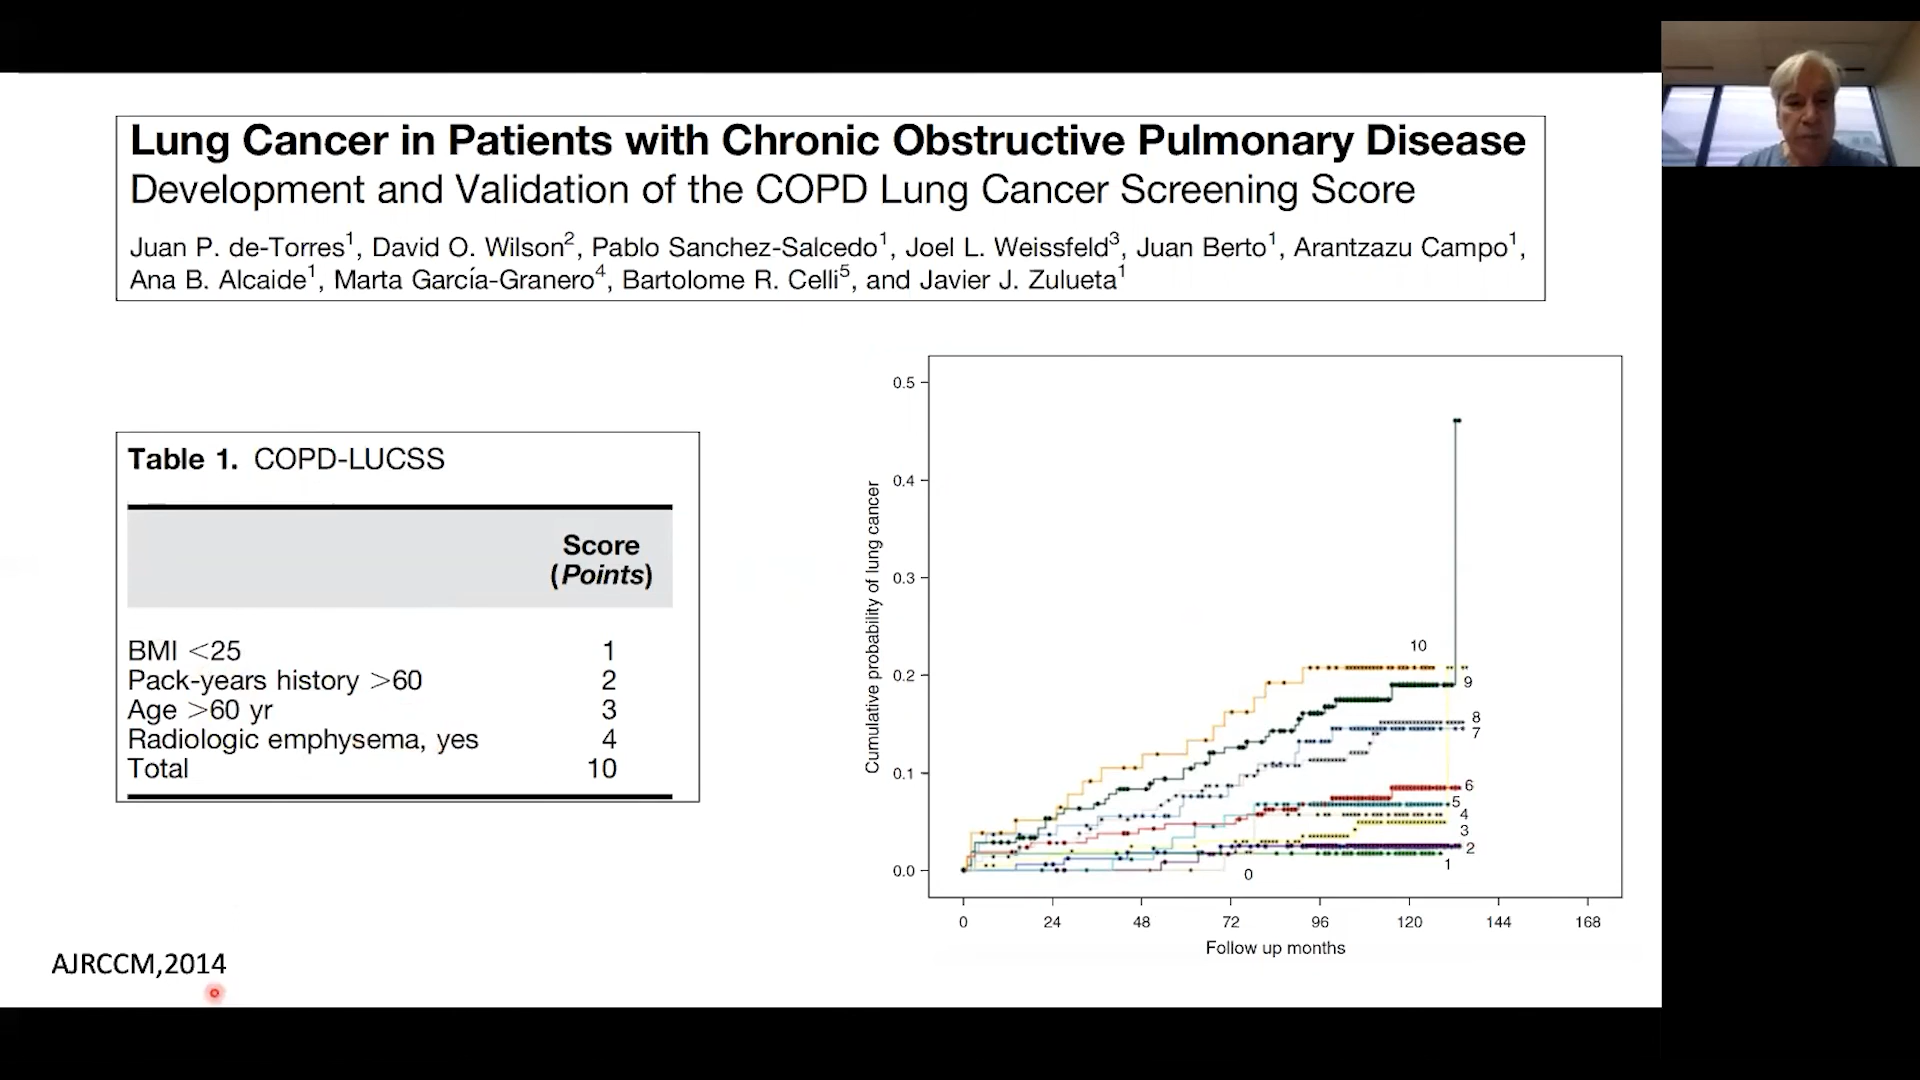 Lung Cancer in Patients with Chronic Obstructive Pulmonary Disease
Development and Validation of the COPD Lung Cancer Screening Score
Juan P. de-Torres1, David O. Wilson2, Pablo Sanchez-Salcedo1, Joel L. Weissfeld3, Juan Berto1, Arantzazu Campo1,
Ana B. Alcaide1, Marta García-Granero4, Bartolome R. Celli5, and Javier J. Zulueta1
Table 1. COPD-LUCSS
Score
(Points)
BMI <25 1
Pack-years history >60 2
Age >60 yr 3
Radiologic emphysema, yes 4
Total 10
AJRCCM,2014
Cumulative probability of lung cancer
0.5
0.4
0.3
0.2
0.1
0.0
10
9
8
7
6
5
4
3
2
1
0
0 24 48 72 96 120 144 168
Follow up months